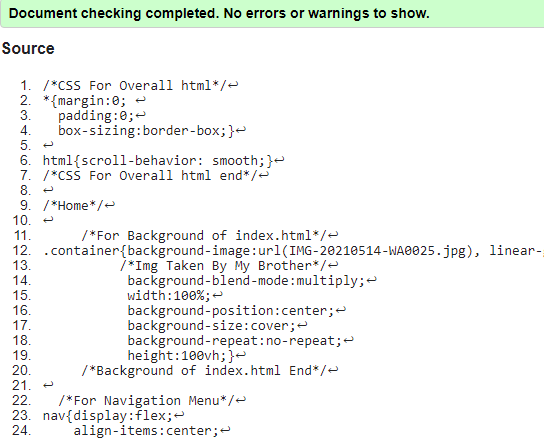 Document checking completed. No errors or warnings to show.
Source
1. /*CSS For Overall html*/↩
2. *{margin:0; ↩
3. padding:0;↩
4. box-sizing:border-box;}↩
5. ↩
6. html{scroll-behavior: smooth;}↩
7. /*CSS For Overall html end*/↩
8. ↩
9. /*Home*/↩
10. ↩
11. /*For Background of index.html*/↩
12. .container{background-image:url(IMG-20210514-WA0025.jpg), linear-
13. /*Img Taken By My Brother*/↩
14. background-blend-mode:multiply;↩
15. width:100%;↩
16. background-position:center;↩
17. background-size:cover;↩
18. background-repeat:no-repeat;↩
19. height:100vh;}↩
20. /*Background of index.html End*/↩
21. ↩
22. /*For Navigation Menu*/↩
23. nav{display:flex;↩
24. align-items:center;↩